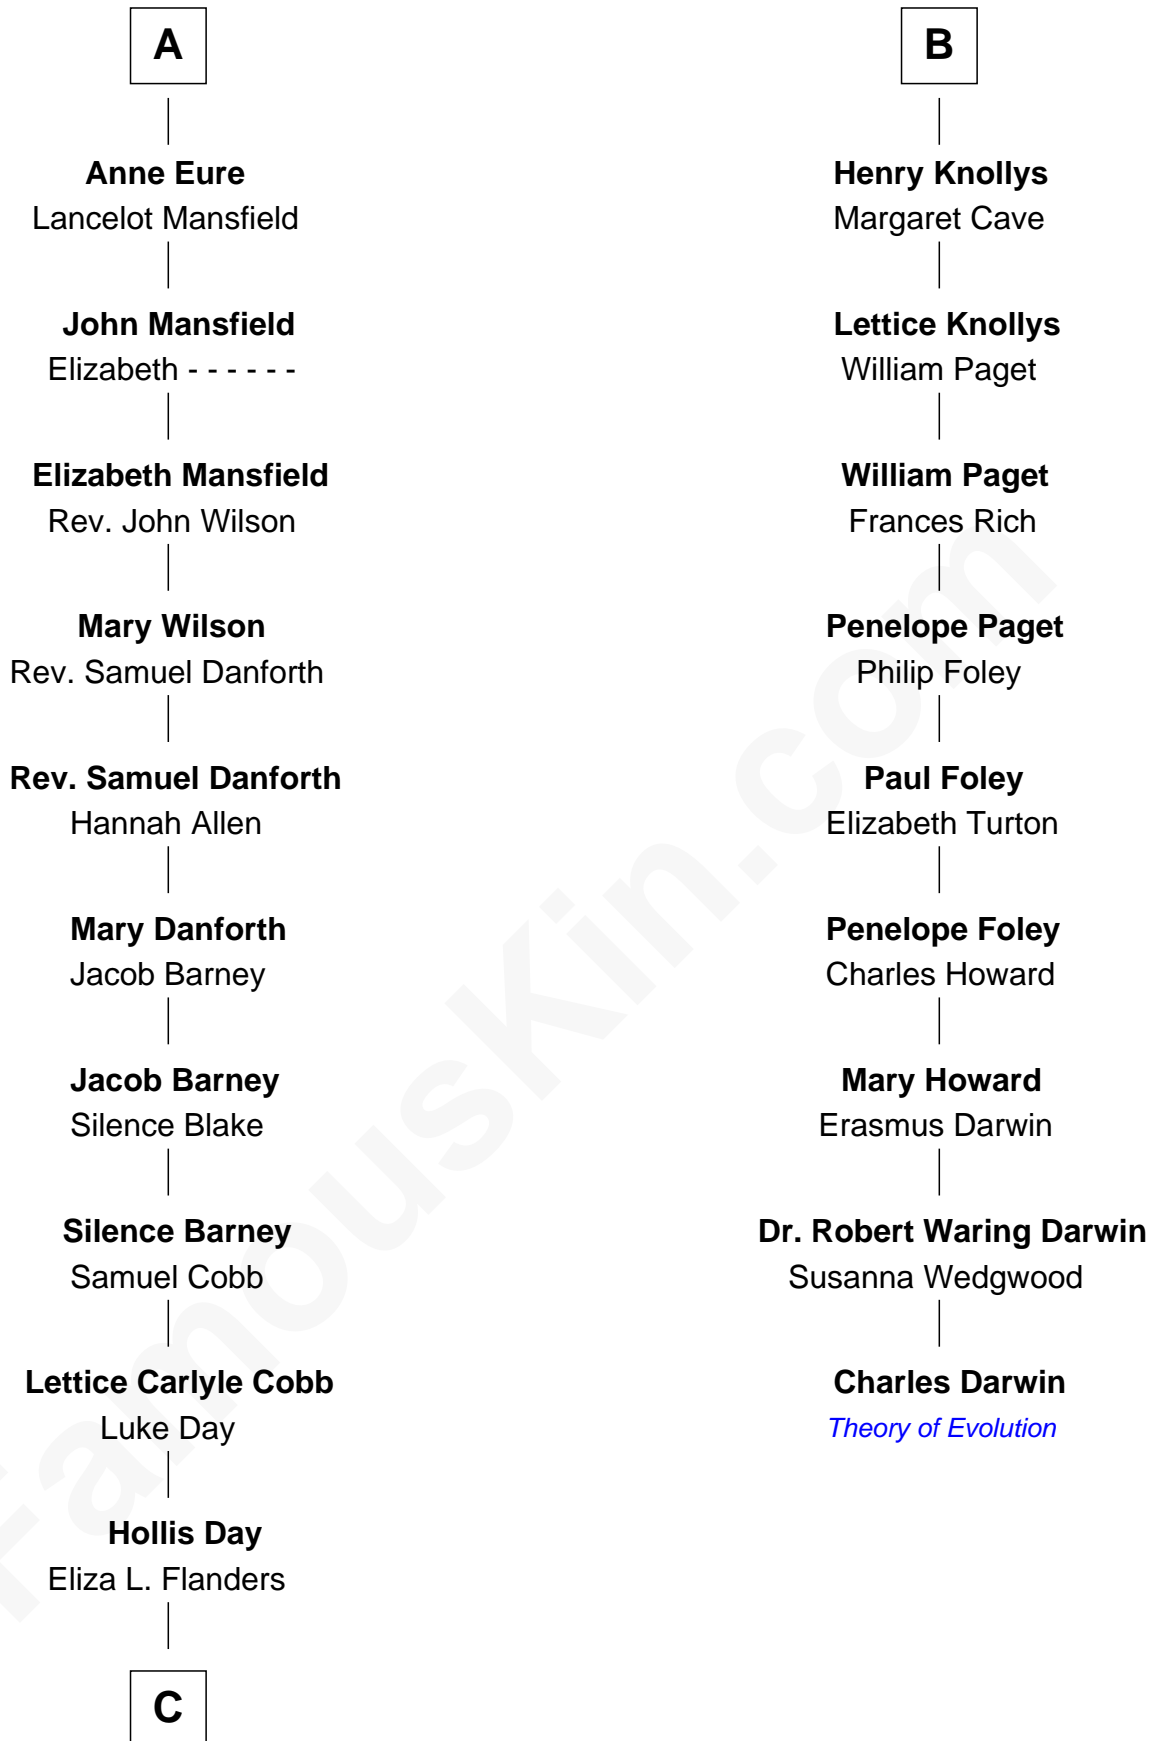 A
Anne Eure
Lancelot Mansfield
John Mansfield
Elizabeth - - - - - -
Elizabeth Mansfield
Rev. John Wilson
Mary Wilson
Rev. Samuel Danforth
Rev. Samuel Danforth
Hannah Allen
Mary Danforth
Jacob Barney
Jacob Barney
Silence Blake
Silence Barney
Samuel Cobb
Lettice Carlyle Cobb
Luke Day
Hollis Day
Eliza L. Flanders
C
B
Henry Knollys
Margaret Cave
Lettice Knollys
William Paget
William Paget
Frances Rich
Penelope Paget
Philip Foley
Paul Foley
Elizabeth Turton
Penelope Foley
Charles Howard
Mary Howard
Erasmus Darwin
Dr. Robert Waring Darwin
Susanna Wedgwood
Charles Darwin
Theory of Evolution
FamousKin.com